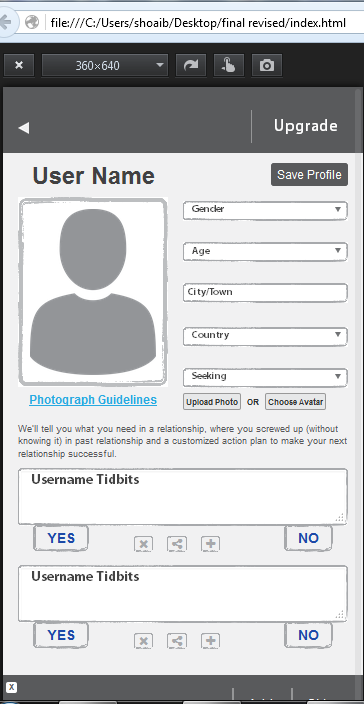 file:///C:/Users/shoaib/Desktop/final revised/index.html
360×640
Upgrade
User Name
Save Profile
Gender
Age
City/Town
Country
Seeking
Photograph Guidelines
Upload Photo OR Choose Avatar
We'll tell you what you need in a relationship, where you screwed up (without
knowing it) in past relationship and a customized action plan to make your next
relationship successful.
Username Tidbits
YES
NO
Username Tidbits
YES
NO